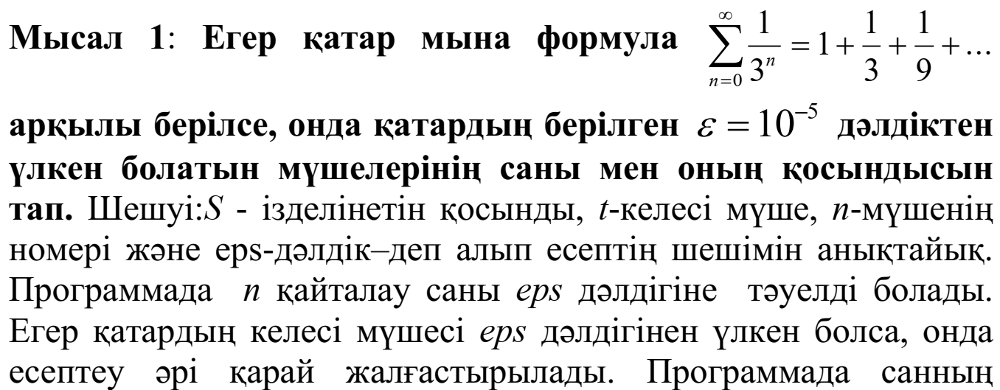 Мысал 1: Егер қатар мына формула $\sum_{n=0}^{\infty}\frac{1}{3^n}=1+\frac{1}{3}+\frac{1}{9}+...$
арқылы берілсе, онда қатардың берілген $\varepsilon=10^{-5}$ дәлдіктен
үлкен болатын мүшелерінің саны мен оның қосындысын
тап. Шешуі:S - ізделінетін қосынды, t-келесі мүше, n-мүшенің
номері және eps-дәлдік–деп алып есептің шешімін анықтайық.
Программада n қайталау саны eps дәлдігіне тәуелді болады.
Егер қатардың келесі мүшесі eps дәлдігінен үлкен болса, онда
есептеу әрі қарай жалғастырылады. Программада санның